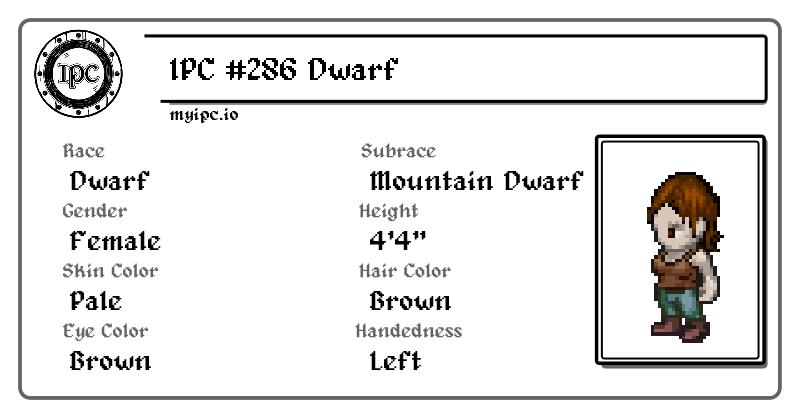 IPC
IPC #286 Dwarf
myipc.io
Race
Dwarf
Subrace
Mountain Dwarf
Gender
Female
Height
4'4"
Skin Color
Pale
Hair Color
Brown
Eye Color
Brown
Handedness
Left